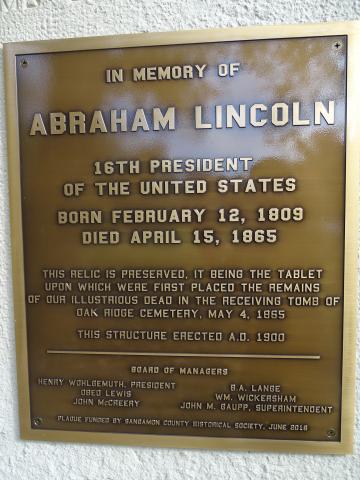 IN MEMORY OF
ABRAHAM LINCOLN
16TH PRESIDENT
OF THE UNITED STATES
BORN FEBRUARY 12, 1809
DIED APRIL 15, 1865
THIS RELIC IS PRESERVED, IT BEING THE TABLET
UPON WHICH WERE FIRST PLACED THE REMAINS
OF OUR ILLUSTRIOUS DEAD IN THE RECEIVING TOMB OF
OAK RIDGE CEMETERY, MAY 4, 1865
THIS STRUCTURE ERECTED A.D. 1900
BOARD OF MANAGERS
HENRY WOHLGEMUTH, PRESIDENT
OBED LEWIS
JOHN McCREERY
B.A. LANGE
WM. WICKERSHAM
JOHN M. GAUPP, SUPERINTENDENT
PLAQUE FUNDED BY SANGAMON COUNTY HISTORICAL SOCIETY, JUNE 2016